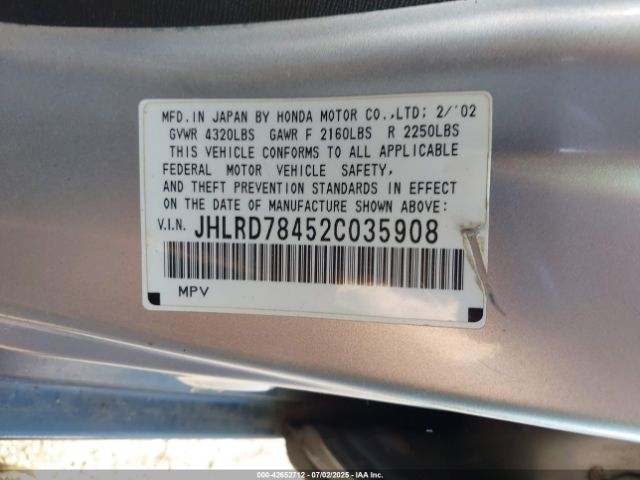 MFD.IN JAPAN BY HONDA MOTOR CO.,LTD; 2/'02
GVWR 4320LBS GAWR F 2160LBS R 2250LBS
THIS VEHICLE CONFORMS TO ALL APPLICABLE
FEDERAL MOTOR VEHICLE SAFETY,
AND THEFT PREVENTION STANDARDS IN EFFECT
ON THE DATE OF MANUFACTURE SHOWN ABOVE:
V.I.N. JHLRD78452C035908
MPV
000-42652712 - 07/02/2025 - IAA Inc.